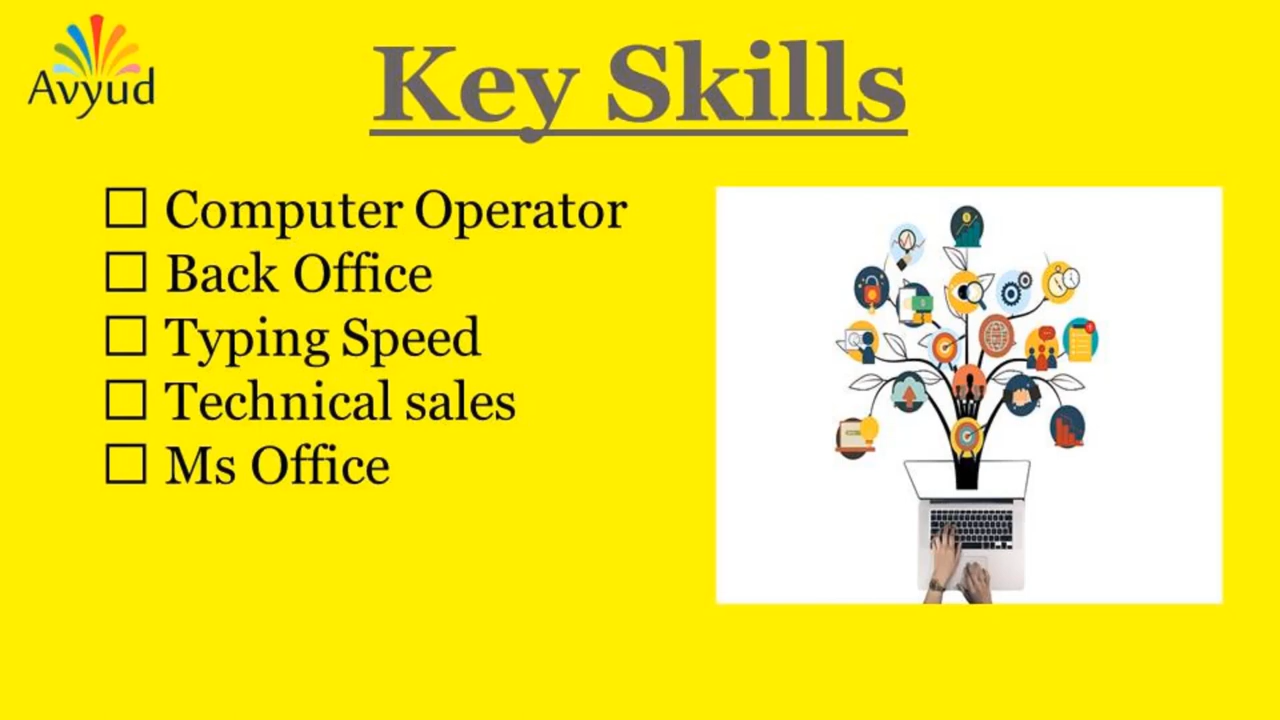 Avyud
Key Skills
☐ Computer Operator
☐ Back Office
☐ Typing Speed
☐ Technical sales
☐ Ms Office